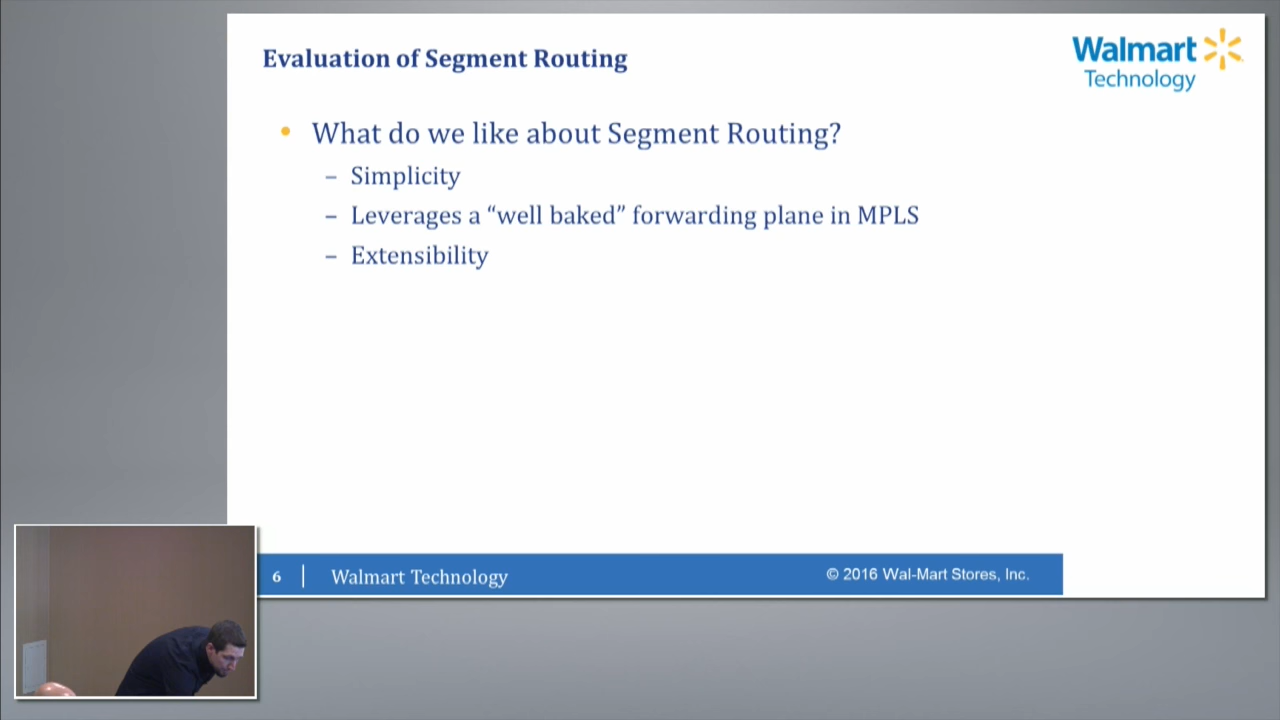 Evaluation of Segment Routing
Walmart
Technology
• What do we like about Segment Routing?
– Simplicity
– Leverages a “well baked” forwarding plane in MPLS
– Extensibility
6 | Walmart Technology
© 2016 Wal-Mart Stores, Inc.